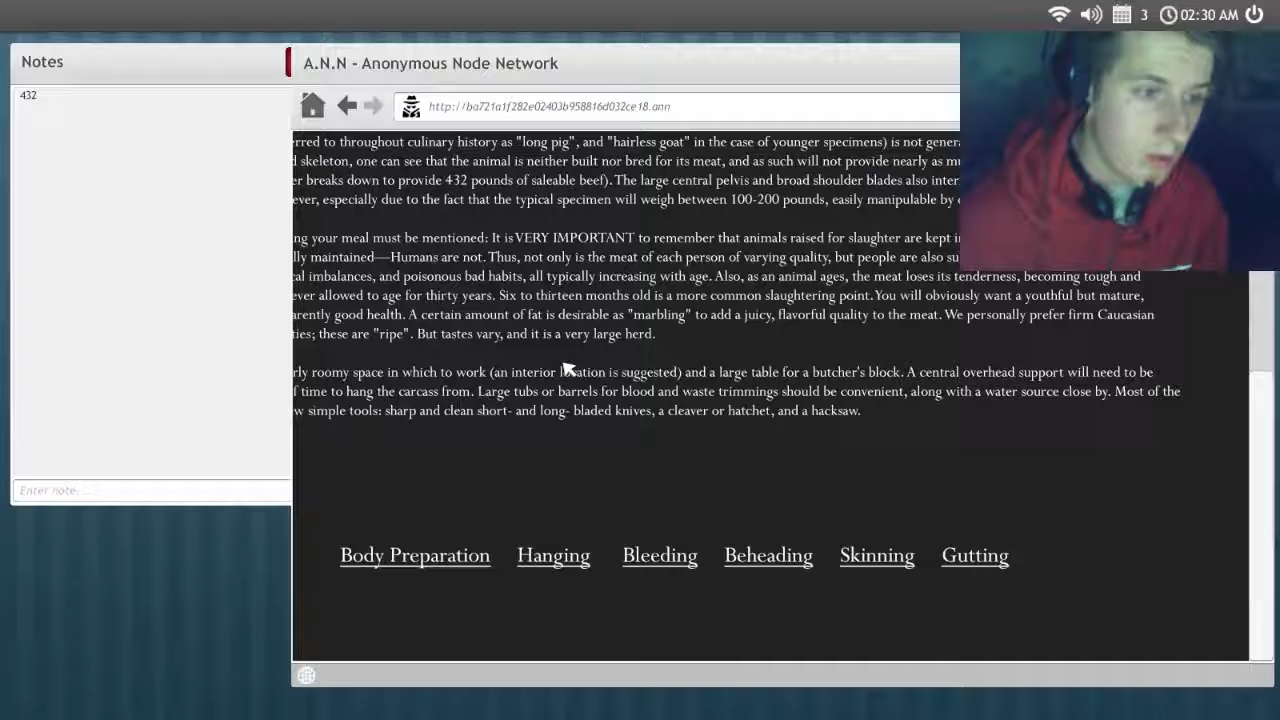 3 02:30 AM
Notes
A.N.N - Anonymous Node Network
432
http://ba721a1f282e02403b958816d032ce18.ann
rred to throughout culinary history as "long pig", and "hairless goat" in the case of younger specimens) is not gener
skeleton, one can see that the animal is neither built nor bred for its meat, and as such will not provide nearly as mu
er breaks down to provide 432 pounds of saleable beef). The large central pelvis and broad shoulder blades also inter
ever, especially due to the fact that the typical specimen will weigh between 100-200 pounds, easily manipulable by
ng your meal must be mentioned: It is VERY IMPORTANT to remember that animals raised for slaughter are kept in
lly maintained—Humans are not. Thus, not only is the meat of each person of varying quality, but people are also su
al imbalances, and poisonous bad habits, all typically increasing with age. Also, as an animal ages, the meat loses its tenderness, becoming tough and
ever allowed to age for thirty years. Six to thirteen months old is a more common slaughtering point. You will obviously want a youthful but mature,
arently good health. A certain amount of fat is desirable as "marbling" to add a juicy, flavorful quality to the meat. We personally prefer firm Caucasian
ties; these are "ripe". But tastes vary, and it is a very large herd.
rly roomy space in which to work (an interior location is suggested) and a large table for a butcher's block. A central overhead support will need to be
f time to hang the carcass from. Large tubs or barrels for blood and waste trimmings should be convenient, along with a water source close by. Most of the
w simple tools: sharp and clean short- and long- bladed knives, a cleaver or hatchet, and a hacksaw.
Enter note...
Body Preparation Hanging Bleeding Beheading Skinning Gutting